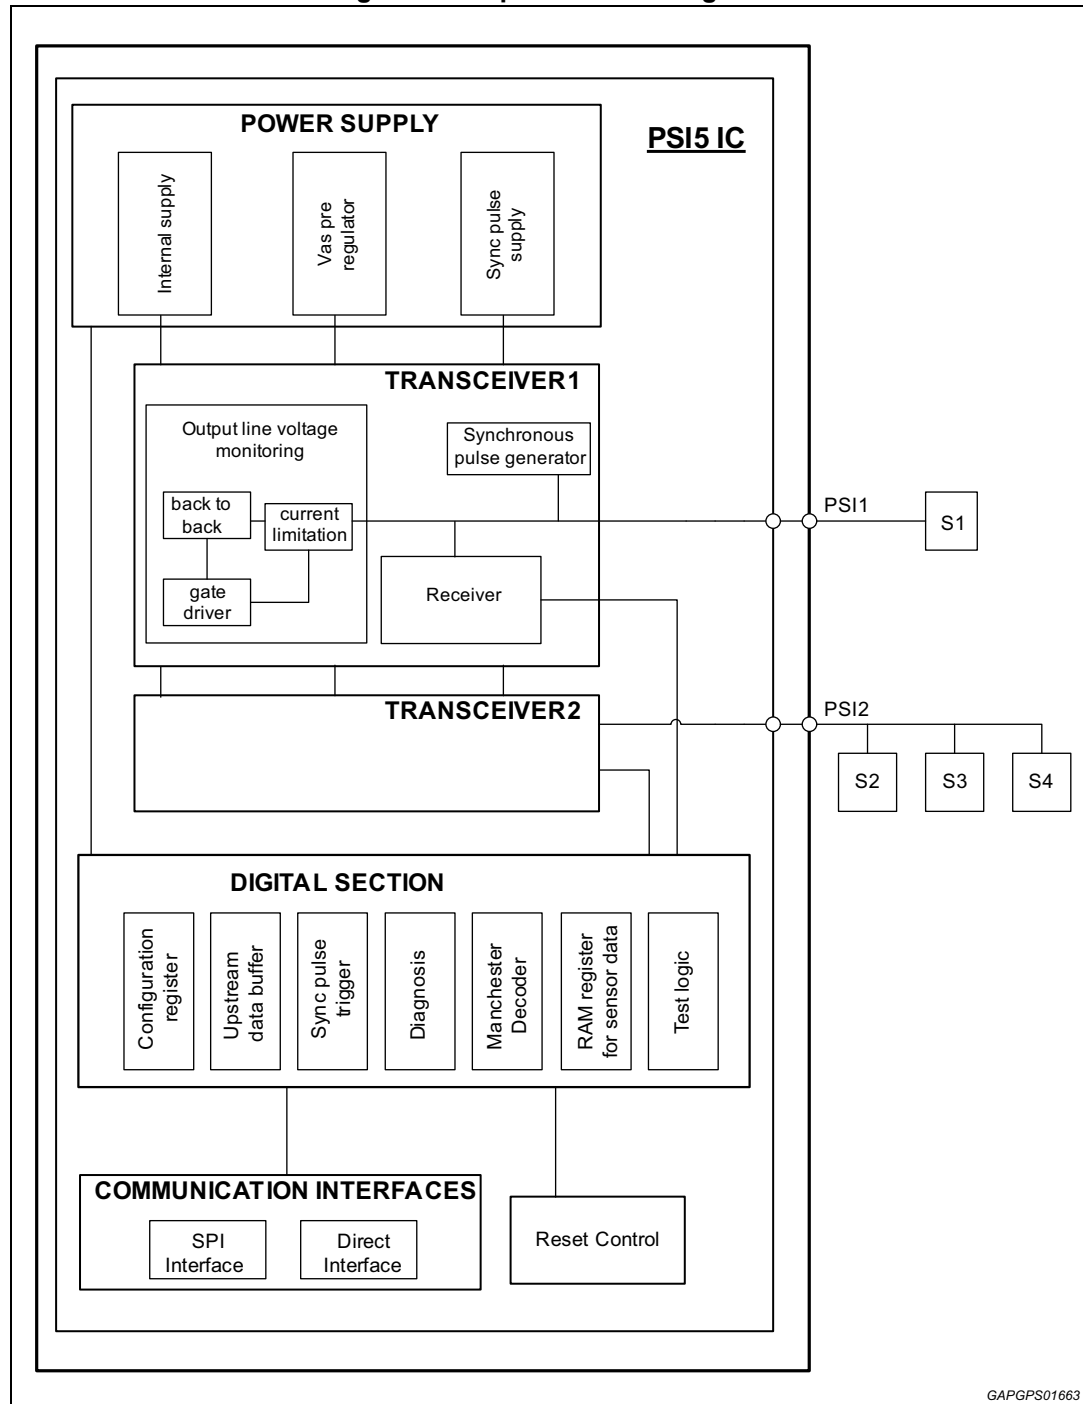 POWER SUPPLY
PSI5 IC
Internal supply
Vas pre
regulator
Sync pulse
supply
TRANSCEIVER1
Output line voltage
monitoring
Synchronous
pulse generator
back to
back
current
limitation
gate
driver
Receiver
PSI1
S1
TRANSCEIVER2
PSI2
S2
S3
S4
DIGITAL SECTION
Configuration
register
Upstream
data buffer
Sync pulse
trigger
Diagnosis
Manchester
Decoder
RAM register
for sensor data
Test logic
COMMUNICATION INTERFACES
SPI
Interface
Direct
Interface
Reset Control
GAPGPS01663